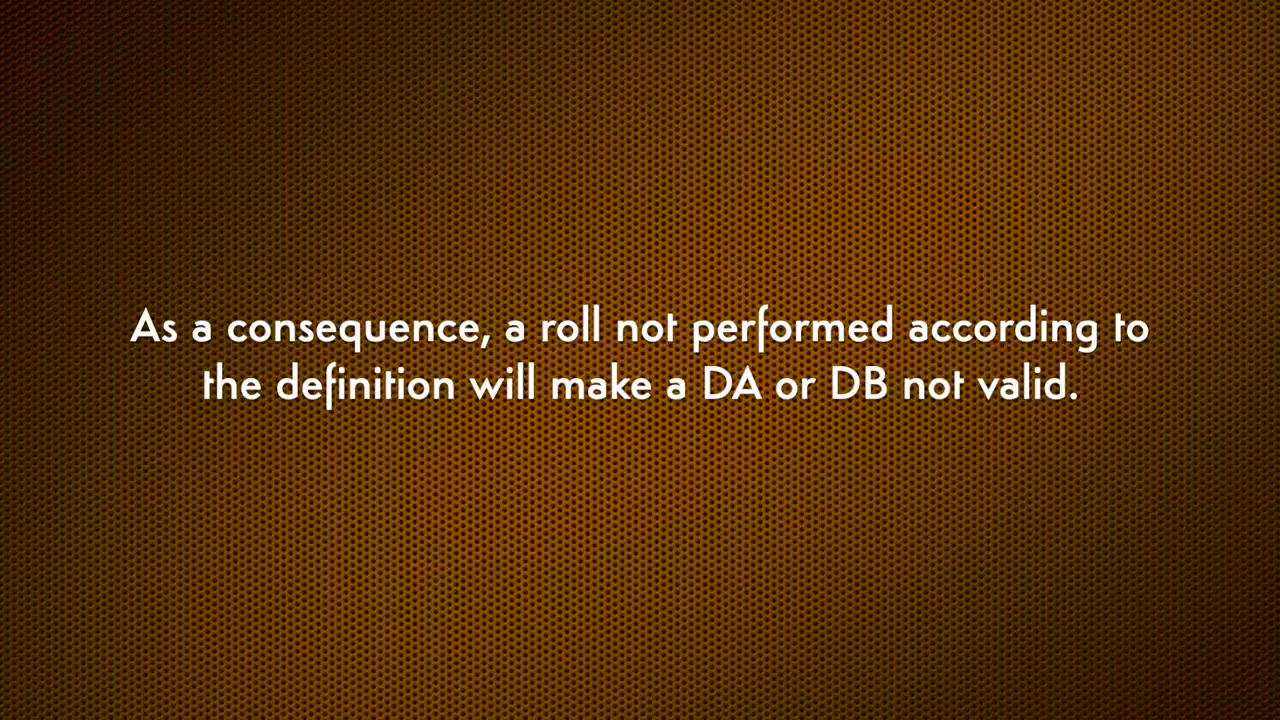 As a consequence, a roll not performed according to
the definition will make a DA or DB not valid.